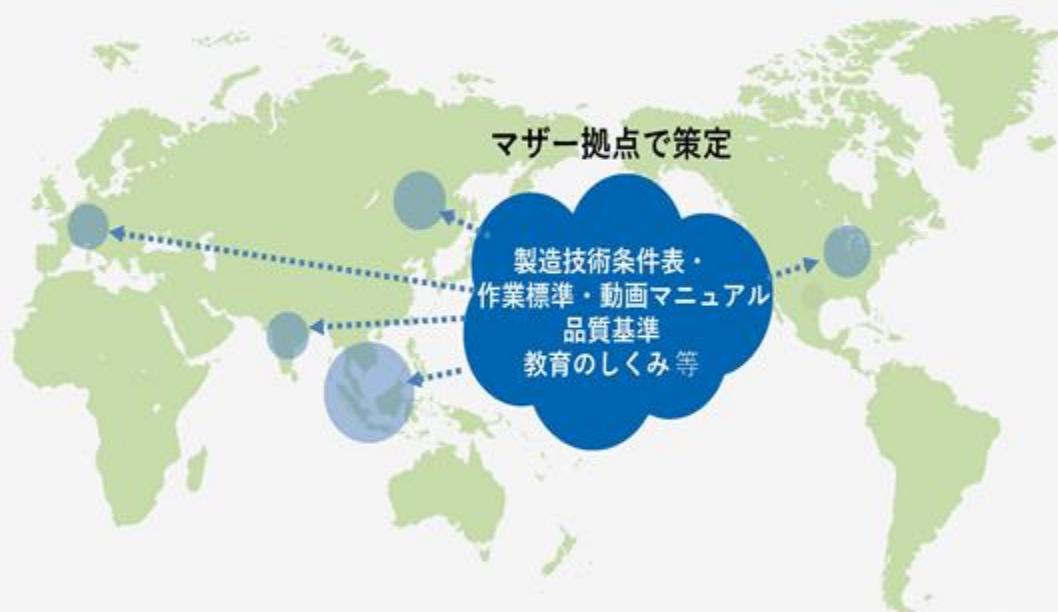 マザー拠点で策定
製造技術条件表・
作業標準・動画マニュアル
品質基準
教育のしくみ 等